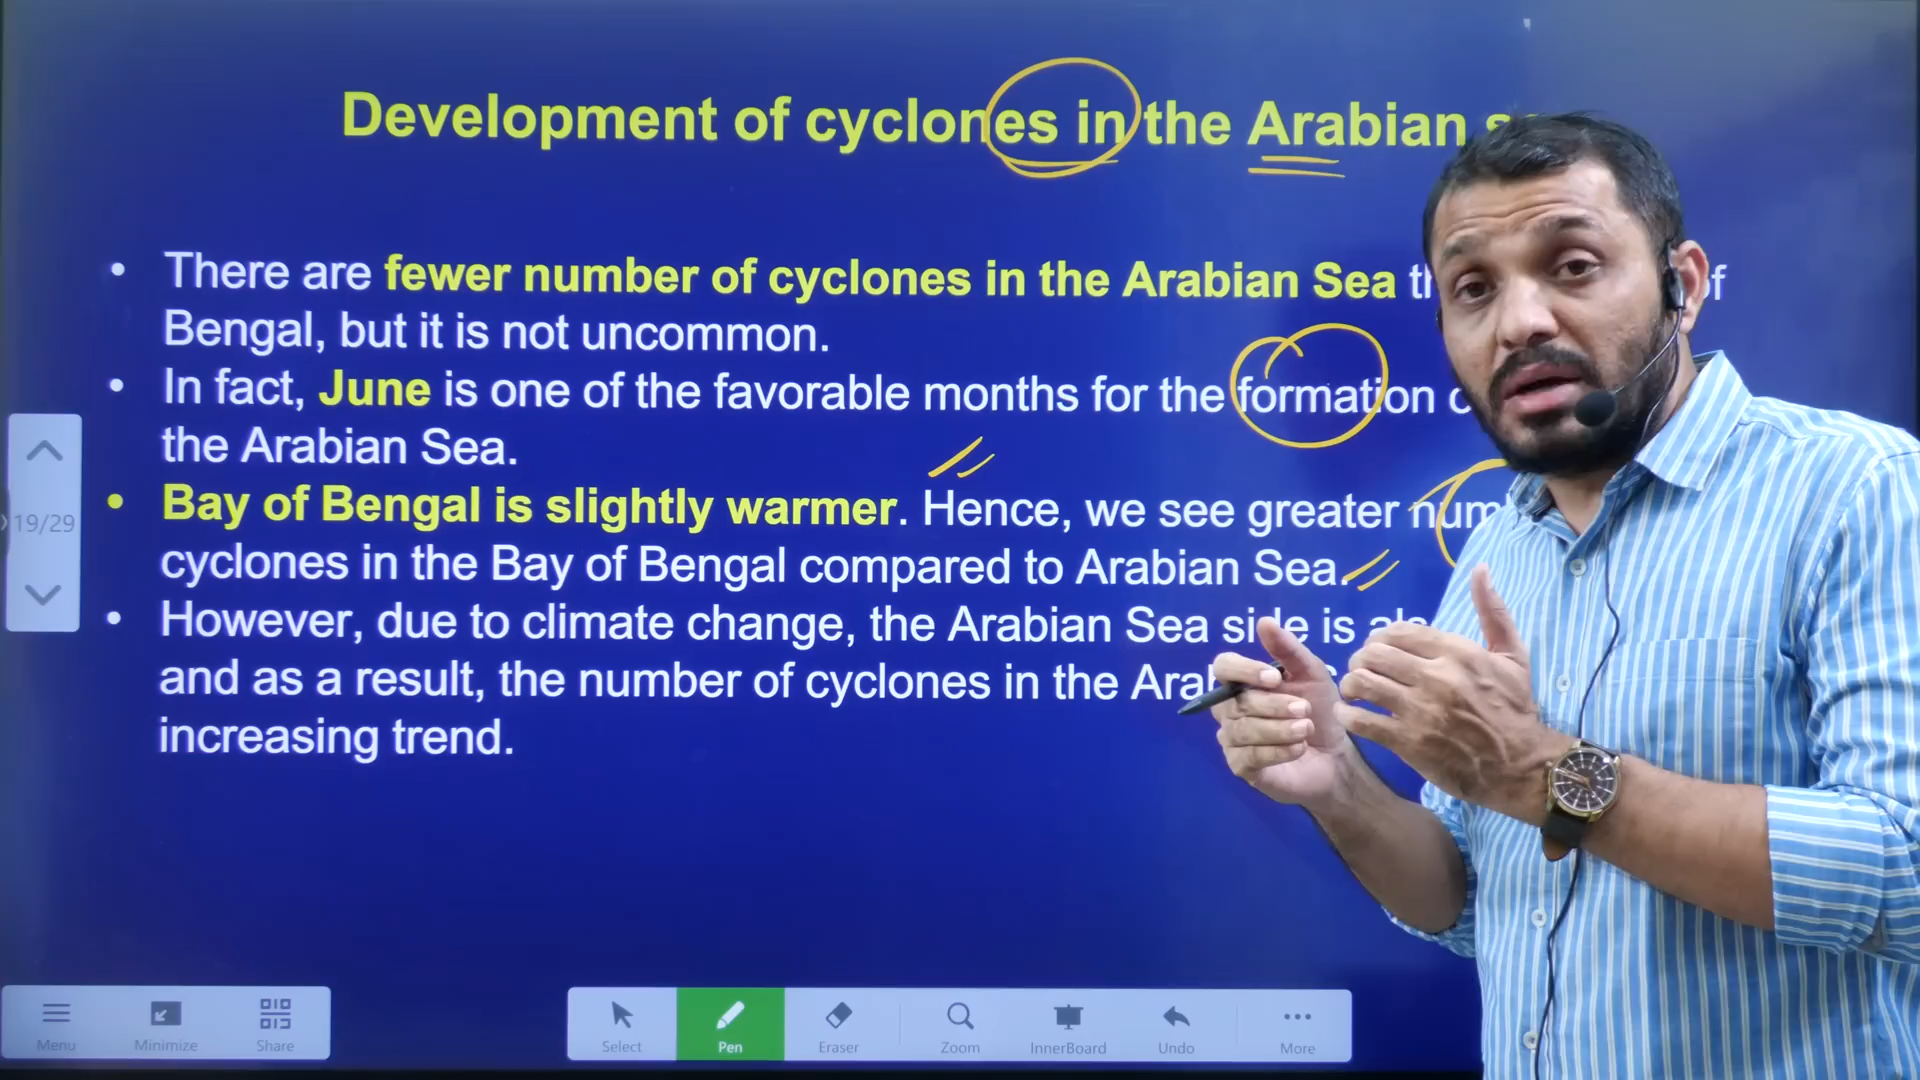 Development of cyclones in the Arabian
There are fewer number of cyclones in the Arabian Sea of
Bengal, but it is not uncommon.
In fact, June is one of the favorable months for the formation
the Arabian Sea.
Bay of Bengal is slightly warmer. Hence, we see greater
cyclones in the Bay of Bengal compared to Arabian Sea.
However, due to climate change, the Arabian Sea side is
and as a result, the number of cyclones in the
increasing trend.
19/29
Menu Minimize Share Select Pen Eraser Zoom InnerBoard Undo More